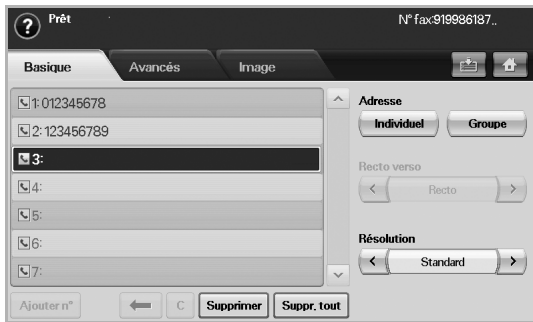 ?
Prêt
N° fax:919986187..
Basique
Avancés
Image
1: 012345678
2: 123456789
3:
4:
5:
6:
7:
Adresse
Individuel Groupe
Recto verso
< Recto >
Résolution
< Standard >
Ajouter n° C Supprimer Suppr. tout